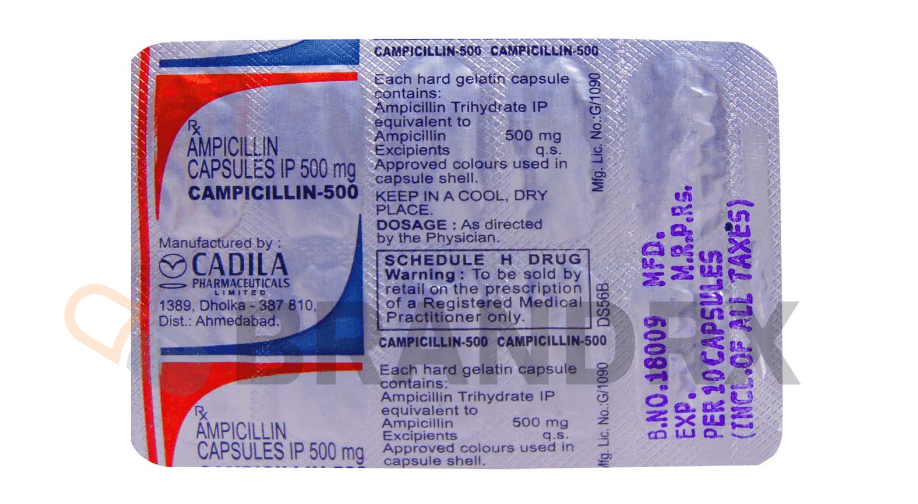 ℞
AMPICILLIN
CAPSULES IP 500 mg
CAMPICILLIN-500
Manufactured by :
CADILA
PHARMACEUTICALS
LIMITED
1389, Dholka - 387 810,
Dist.: Ahmedabad.
℞
AMPICILLIN
CAPSULES IP 500 mg
CAMPICILLIN-500 CAMPICILLIN-500
Each hard gelatin capsule
contains:
Ampicillin Trihydrate IP
equivalent to
Ampicillin 500 mg
Excipients q.s.
Approved colours used in
capsule shell.
KEEP IN A COOL, DRY
PLACE.
DOSAGE : As directed
by the Physician.
SCHEDULE H DRUG
Warning : To be sold by
retail on the prescription
of a Registered Medical
Practitioner only.
CAMPICILLIN-500 CAMPICILLIN-500
Each hard gelatin capsule
contains:
Ampicillin Trihydrate IP
equivalent to
Ampicillin 500 mg
Excipients q.s.
Approved colours used in
capsule shell.
Mfg. Lic. No.:G/1090
DS56B
Mfg. Lic. No.:G/1090
B.NO.:18009 MFD.
EXP. M.R.P.Rs.
PER 10 CAPSULES
(INCL.OF ALL TAXES)
BRANDRX